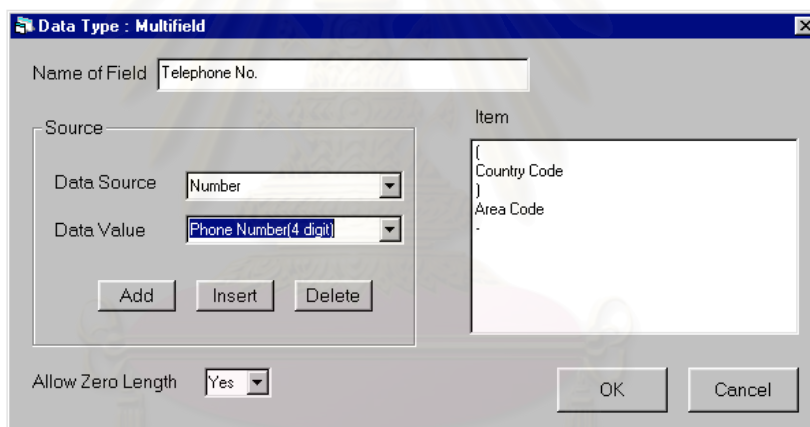 Data Type : Multifield
Name of Field Telephone No.
Source
Data Source Number
Data Value Phone Number(4 digit)
Add Insert Delete
Allow Zero Length Yes
Item
(
Country Code
)
Area Code
-
OK Cancel